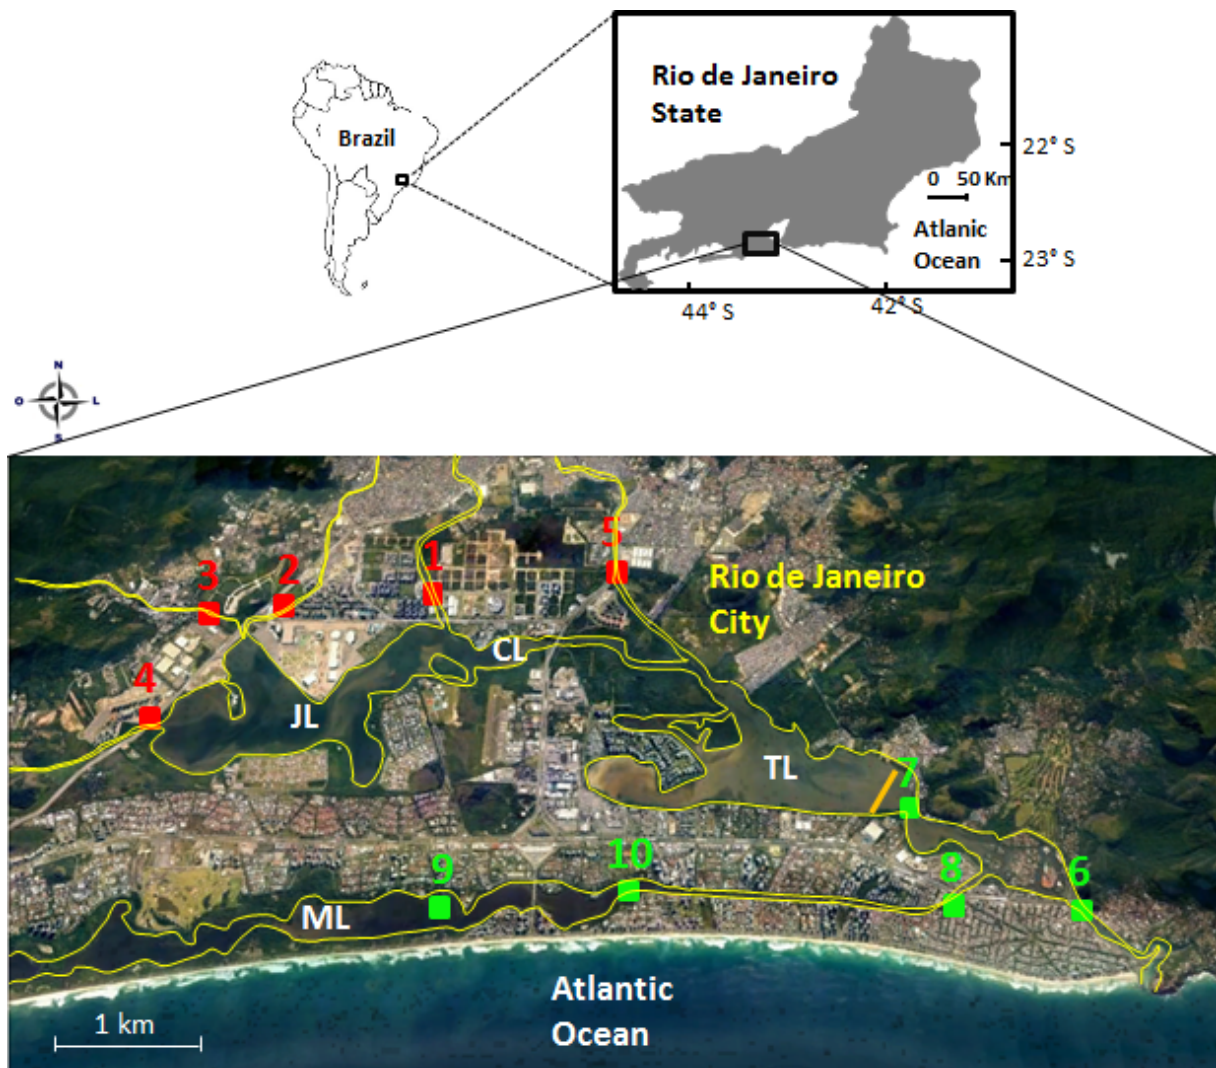 Brazil
Rio de Janeiro
State
0 50 Km
Atlanic
Ocean
22° S
23° S
44° S
42° S
N
O L
S
5
1
2
3
Rio de Janeiro
City
CL
4
JL
TL
7
10
9
8
6
ML
Atlantic
Ocean
1 km